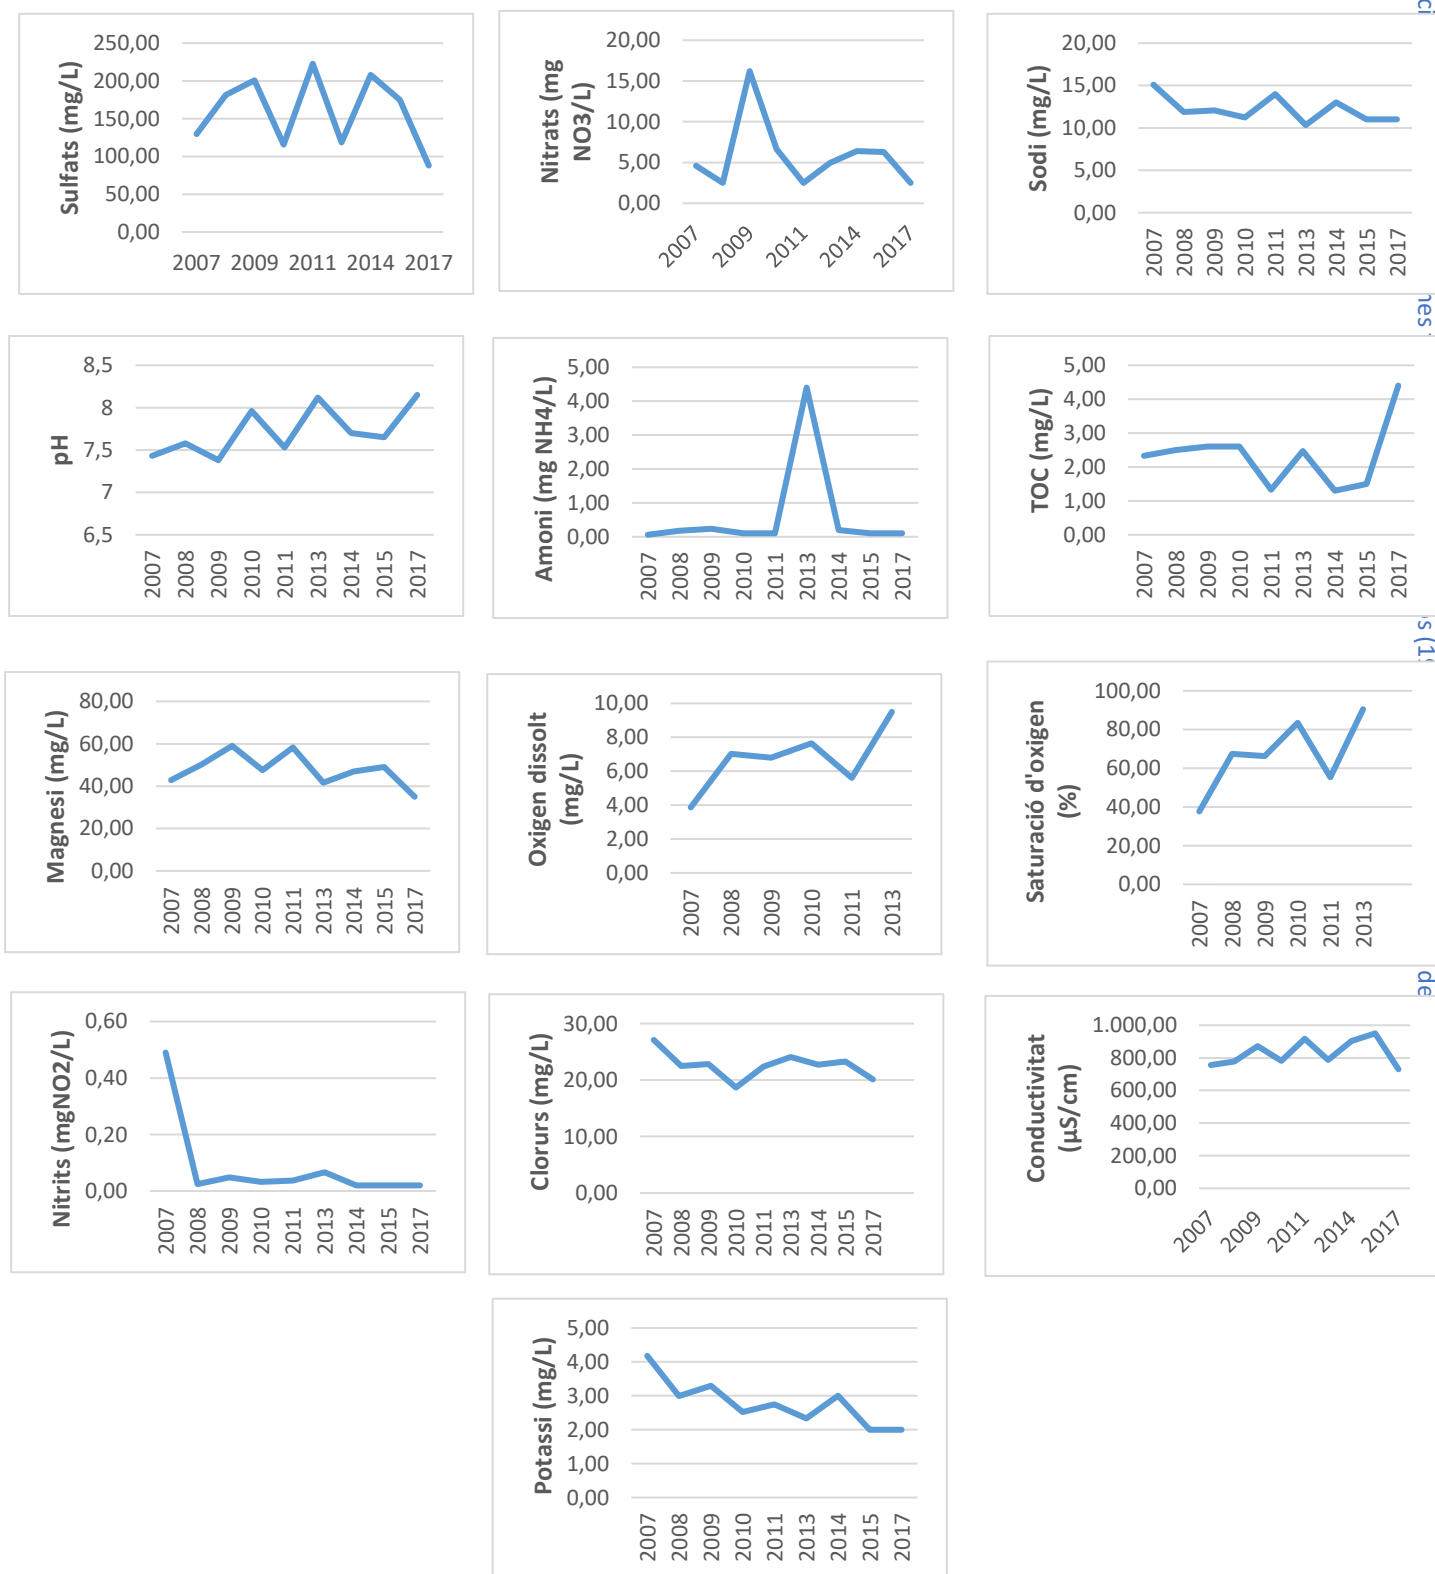 Sulfats (mg/L)
250,00
200,00
150,00
100,00
50,00
0,00
2007 2009 2011 2014 2017
Nitrats (mg
NO3/L)
20,00
15,00
10,00
5,00
0,00
2007 2009 2011 2014 2017
Sodi (mg/L)
20,00
15,00
10,00
5,00
0,00
2007 2008 2009 2010 2011 2013 2014 2015 2017
pH
8,5
8
7,5
7
6,5
2007 2008 2009 2010 2011 2013 2014 2015 2017
Amoni (mg NH4/L)
5,00
4,00
3,00
2,00
1,00
0,00
2007 2008 2009 2010 2011 2013 2014 2015 2017
TOC (mg/L)
5,00
4,00
3,00
2,00
1,00
0,00
2007 2008 2009 2010 2011 2013 2014 2015 2017
Magnesi (mg/L)
80,00
60,00
40,00
20,00
0,00
2007 2008 2009 2010 2011 2013 2014 2015 2017
Oxigen dissolt
(mg/L)
10,00
8,00
6,00
4,00
2,00
0,00
2007 2008 2009 2010 2011 2013
Saturació d'oxigen
(%)
100,00
80,00
60,00
40,00
20,00
0,00
2007 2008 2009 2010 2011 2013
Nitrits (mgNO2/L)
0,60
0,40
0,20
0,00
2007 2008 2009 2010 2011 2013 2014 2015 2017
Clorurs (mg/L)
30,00
20,00
10,00
0,00
2007 2008 2009 2010 2011 2013 2014 2015 2017
Conductivitat
(µS/cm)
1.000,00
800,00
600,00
400,00
200,00
0,00
2007 2009 2011 2014 2017
Potassi (mg/L)
5,00
4,00
3,00
2,00
1,00
0,00
2007 2008 2009 2010 2011 2013 2014 2015 2017